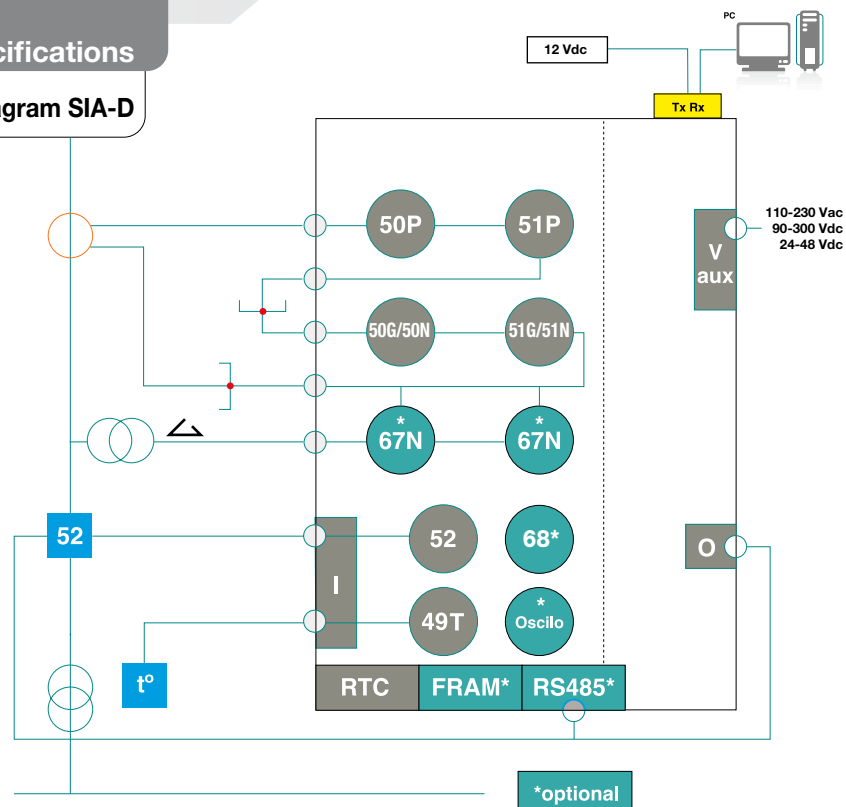 cifications
agram SIA-D
PC
12 Vdc
Tx Rx
50P
51P
110-230 Vac
90-300 Vdc
24-48 Vdc
V
aux
50G/50N
51G/51N
*
67N
*
67N
52
52
68*
O
I
49T
*
Oscilo
tº
RTC
FRAM*
RS485*
*optional